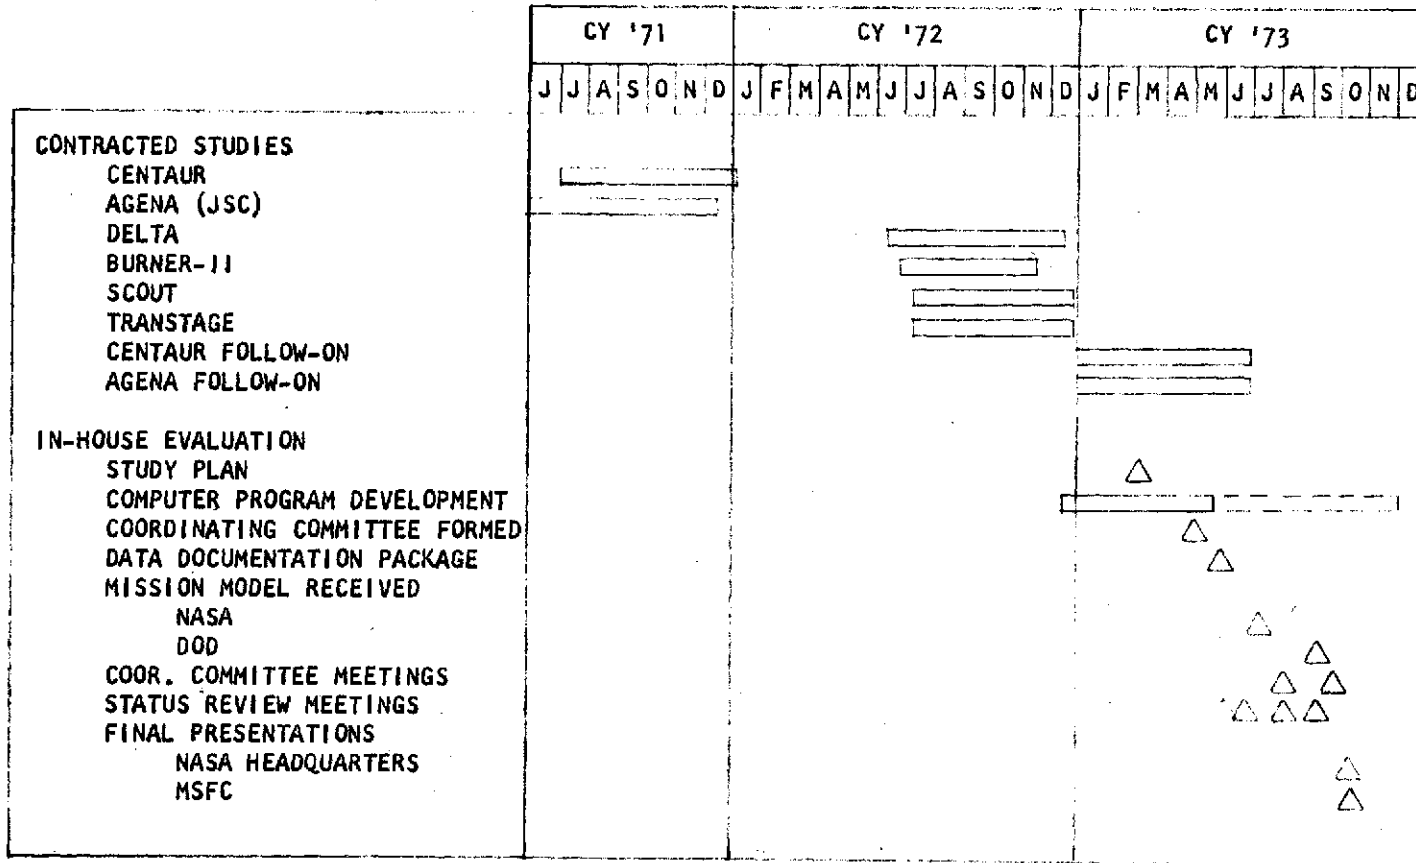 CY '71 CY '72 CY '73
J J A S O N D J F M A M J J A S O N D J F M A M J J A S O N D
CONTRACTED STUDIES
CENTAUR
AGENA (JSC)
DELTA
BURNER-II
SCOUT
TRANSTAGE
CENTAUR FOLLOW-ON
AGENA FOLLOW-ON
IN-HOUSE EVALUATION
STUDY PLAN
COMPUTER PROGRAM DEVELOPMENT
COORDINATING COMMITTEE FORMED
DATA DOCUMENTATION PACKAGE
MISSION MODEL RECEIVED
NASA
DOD
COOR. COMMITTEE MEETINGS
STATUS REVIEW MEETINGS
FINAL PRESENTATIONS
NASA HEADQUARTERS
MSFC